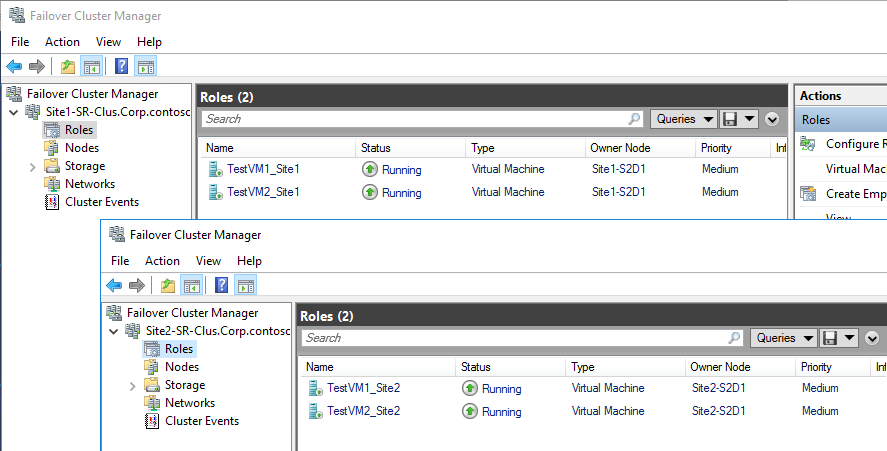 Failover Cluster Manager
File Action View Help
Failover Cluster Manager
Site1-SR-Clus.Corp.contosc
Roles
Nodes
Storage
Networks
Cluster Events
Roles (2)
Search
Queries
Name Status Type Owner Node Priority Inf
TestVM1_Site1 Running Virtual Machine Site1-S2D1 Medium
TestVM2_Site1 Running Virtual Machine Site1-S2D1 Medium
Actions
Roles
Configure R
Virtual Mac
Create Emp
View
Failover Cluster Manager
File Action View Help
Failover Cluster Manager
Site2-SR-Clus.Corp.contosc
Roles
Nodes
Storage
Networks
Cluster Events
Roles (2)
Search
Queries
Name Status Type Owner Node Priority Inf
TestVM1_Site2 Running Virtual Machine Site2-S2D1 Medium
TestVM2_Site2 Running Virtual Machine Site2-S2D1 Medium